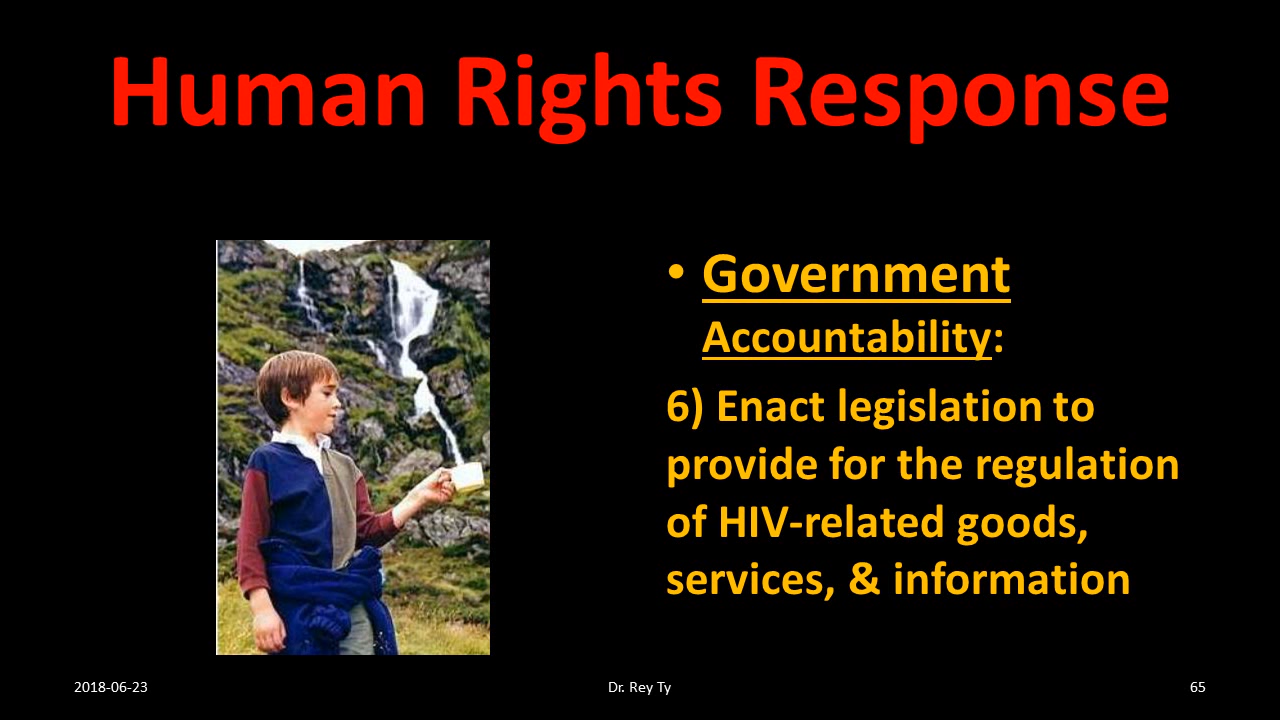 Human Rights Response
• Government
Accountability:
6) Enact legislation to
provide for the regulation
of HIV-related goods,
services, & information
2018-06-23
Dr. Rey Ty
65